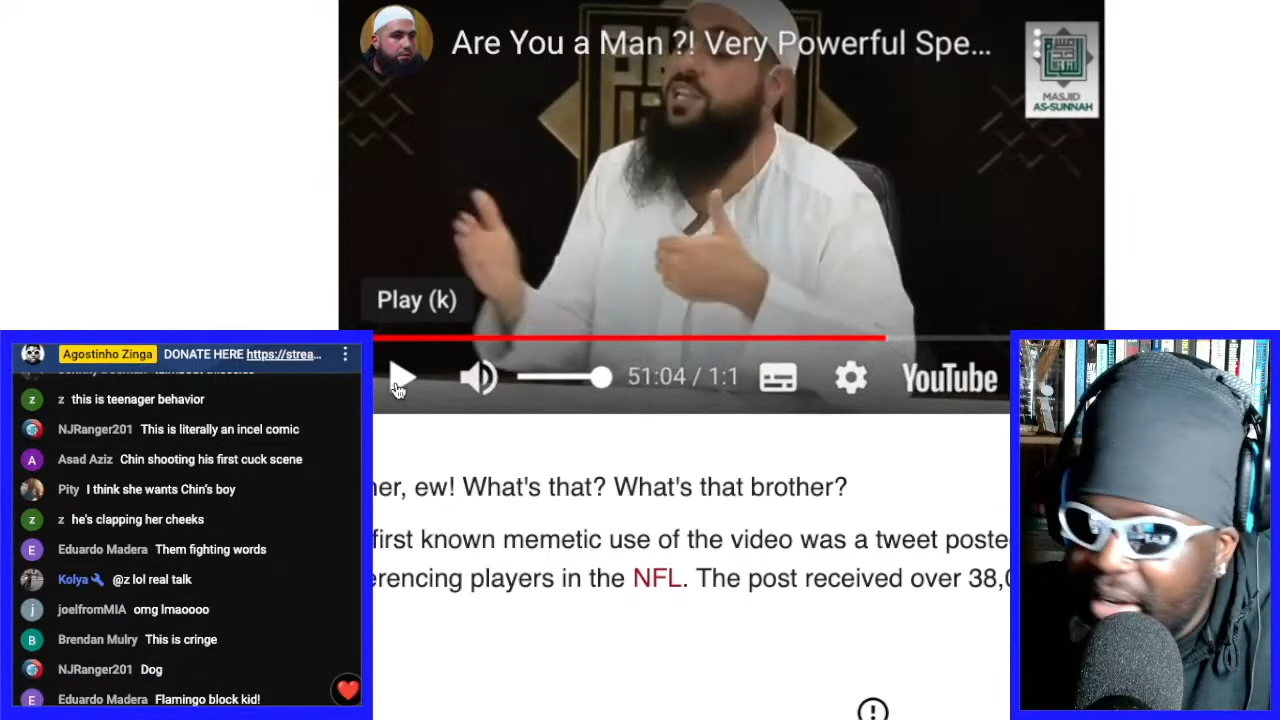 Are You a Man ?! Very Powerful Spe...
MASJID
AS-SUNNAH
Play (k)
51:04 / 1:1
YouTube
Agostinho Zinga DONATE HERE https://strea...
z this is teenager behavior
NJRanger201 This is literally an incel comic
Asad Aziz Chin shooting his first cuck scene
Pity I think she wants Chin's boy
z he's clapping her cheeks
Eduardo Madera Them fighting words
Kolya @z lol real talk
joelfromMIA omg lmaoooo
Brendan Mulry This is cringe
NJRanger201 Dog
Eduardo Madera Flamingo block kid!
her, ew! What's that? What's that brother?
first known memetic use of the video was a tweet poste
erencing players in the NFL. The post received over 38,0